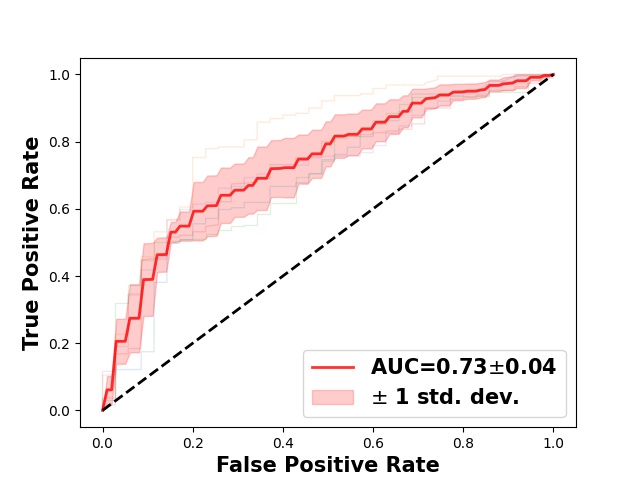 1.0
0.8
0.6
0.4
0.2
0.0
True Positive Rate
0.0 0.2 0.4 0.6 0.8 1.0
False Positive Rate
AUC=0.73±0.04
± 1 std. dev.